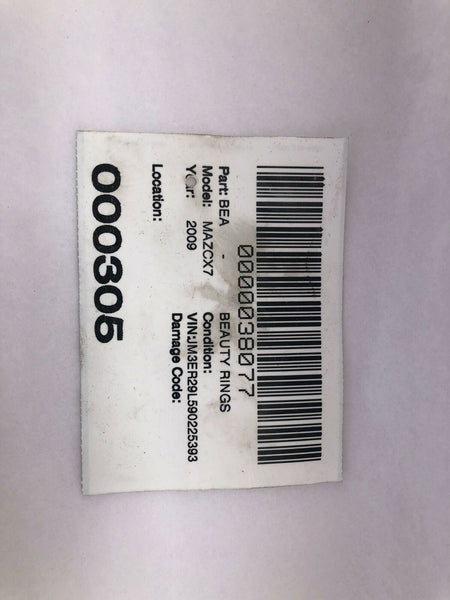 0000038077
Part: BEA - BEAUTY RINGS
Model: MAZCX7 Condition:
Year: 2009 VIN:JM3ER29L590225393
Damage Code:
Location:
000305